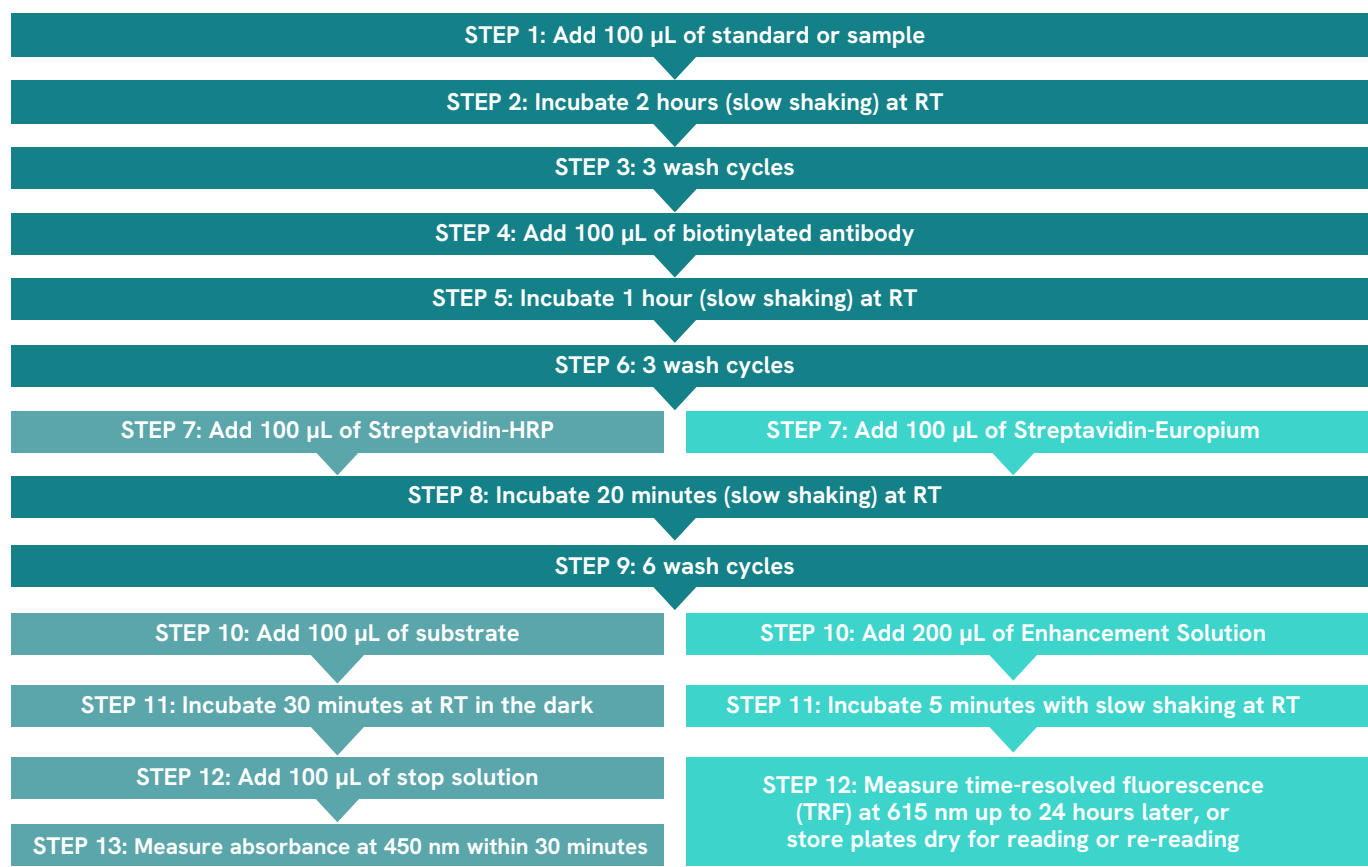 STEP 1: Add 100 µL of standard or sample
STEP 2: Incubate 2 hours (slow shaking) at RT
STEP 3: 3 wash cycles
STEP 4: Add 100 µL of biotinylated antibody
STEP 5: Incubate 1 hour (slow shaking) at RT
STEP 6: 3 wash cycles
STEP 7: Add 100 µL of Streptavidin-HRP
STEP 7: Add 100 µL of Streptavidin-Europium
STEP 8: Incubate 20 minutes (slow shaking) at RT
STEP 9: 6 wash cycles
STEP 10: Add 100 µL of substrate
STEP 10: Add 200 µL of Enhancement Solution
STEP 11: Incubate 30 minutes at RT in the dark
STEP 11: Incubate 5 minutes with slow shaking at RT
STEP 12: Add 100 µL of stop solution
STEP 13: Measure absorbance at 450 nm within 30 minutes
STEP 12: Measure time-resolved fluorescence
(TRF) at 615 nm up to 24 hours later, or
store plates dry for reading or re-reading